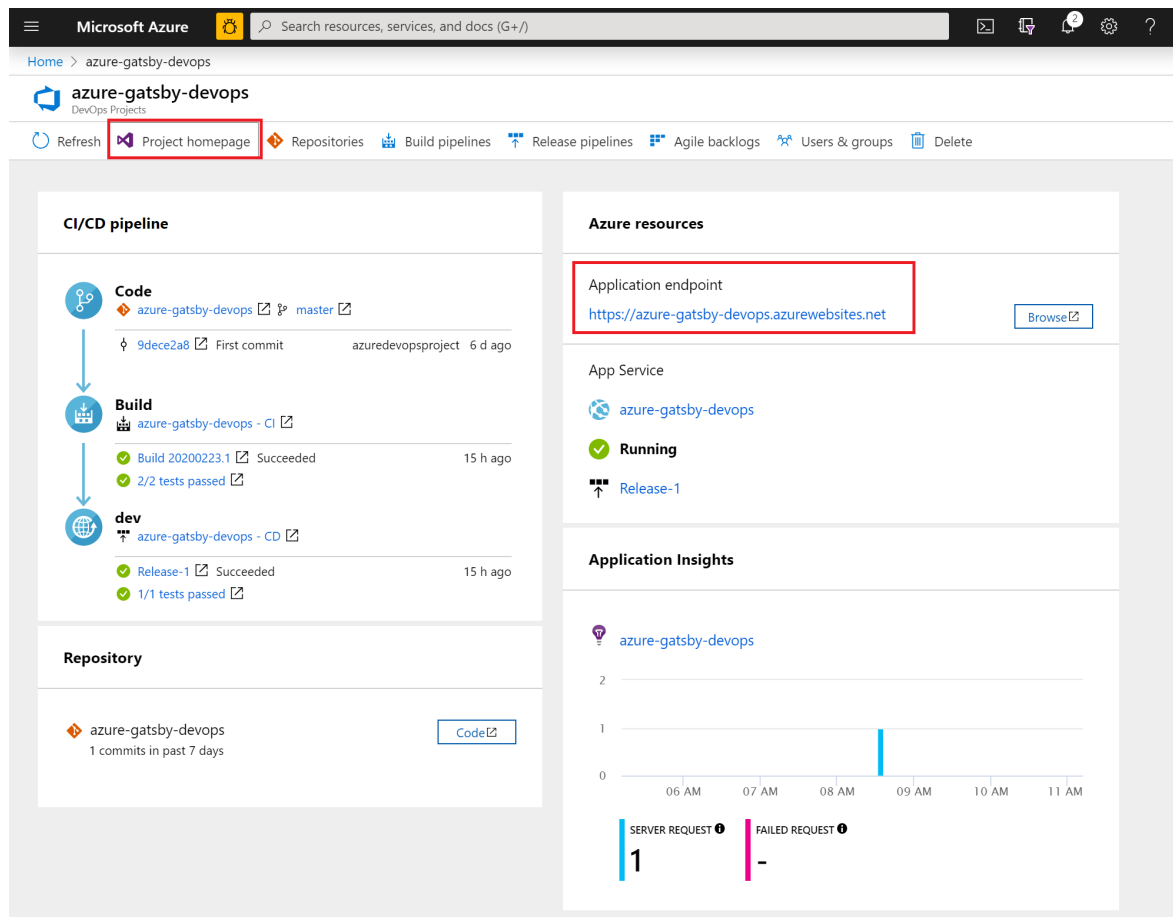 Microsoft Azure
Search resources, services, and docs (G+/)
2
Home > azure-gatsby-devops
azure-gatsby-devops
DevOps Projects
Refresh Project homepage Repositories Build pipelines Release pipelines Agile backlogs Users & groups Delete
CI/CD pipeline
Code
azure-gatsby-devops master
9dece2a8 First commit azuredevopsproject 6 d ago
Build
azure-gatsby-devops - CI
Build 20200223.1 Succeeded 15 h ago
2/2 tests passed
dev
azure-gatsby-devops - CD
Release-1 Succeeded 15 h ago
1/1 tests passed
Repository
azure-gatsby-devops
1 commits in past 7 days
Code
Azure resources
Application endpoint
https://azure-gatsby-devops.azurewebsites.net
Browse
App Service
azure-gatsby-devops
Running
Release-1
Application Insights
azure-gatsby-devops
2
1
0
06 AM 07 AM 08 AM 09 AM 10 AM 11 AM
SERVER REQUEST FAILED REQUEST
1 -